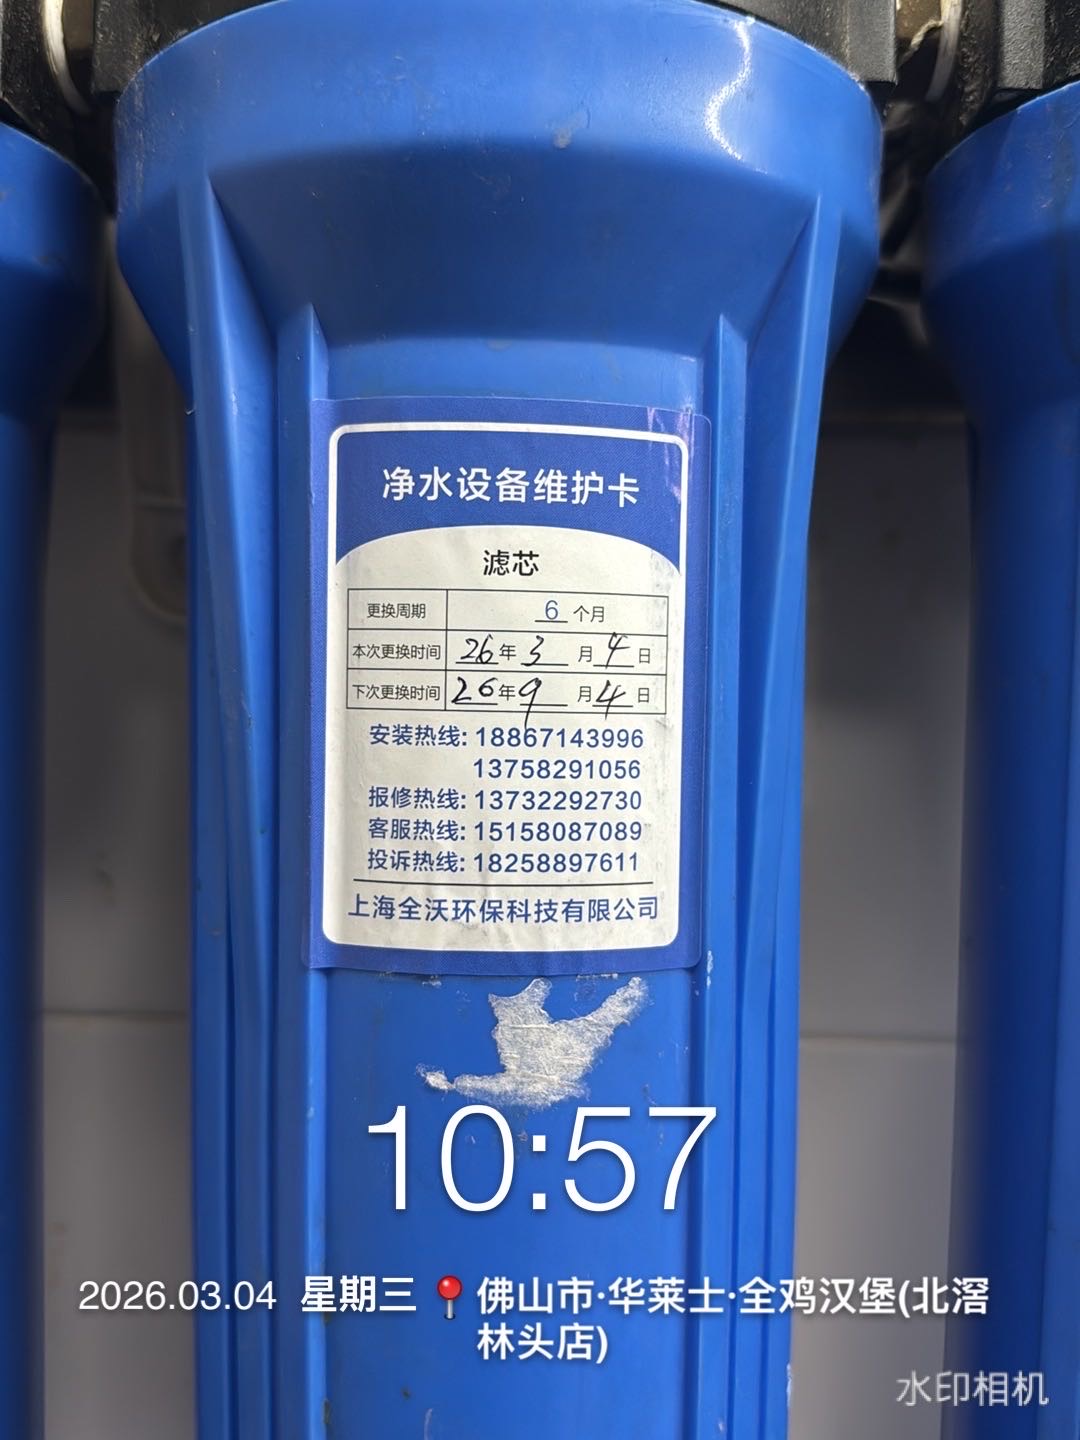 净水设备维护卡
滤芯
更换周期 6 个月
本次更换时间 26年3月4日
下次更换时间 26年9月4日
安装热线: 18867143996
13758291056
报修热线: 13732292730
客服热线: 15158087089
投诉热线: 18258897611
上海全沃环保科技有限公司
10:57
2026.03.04 星期三 📍佛山市·华莱士·全鸡汉堡(北滘
林头店)
水印相机